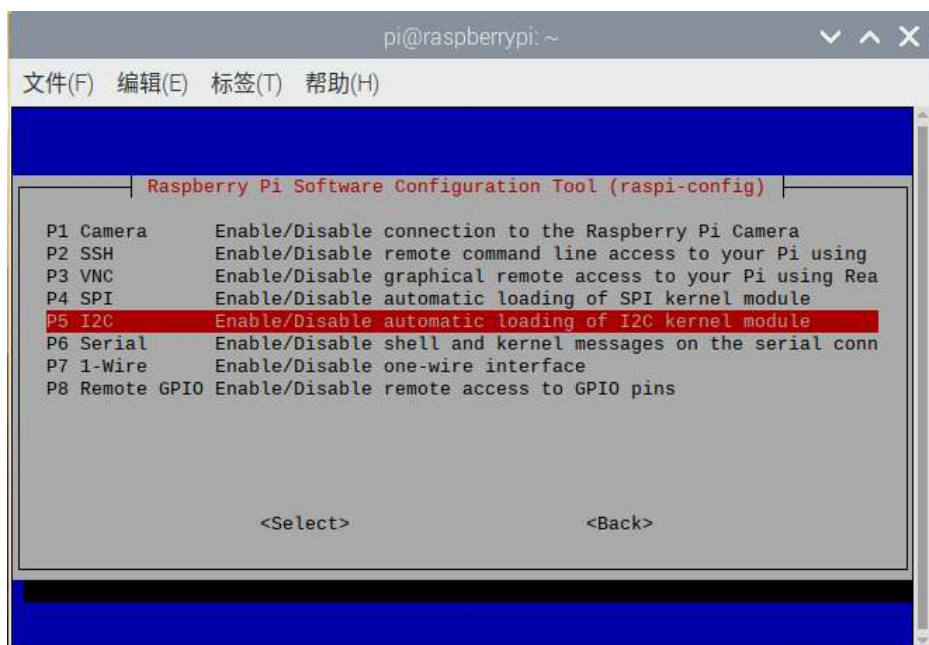 pi@raspberrypi: ~
文件(F) 编辑(E) 标签(T) 帮助(H)
Raspberry Pi Software Configuration Tool (raspi-config)
P1 Camera Enable/Disable connection to the Raspberry Pi Camera
P2 SSH Enable/Disable remote command line access to your Pi using
P3 VNC Enable/Disable graphical remote access to your Pi using Rea
P4 SPI Enable/Disable automatic loading of SPI kernel module
P5 I2C Enable/Disable automatic loading of I2C kernel module
P6 Serial Enable/Disable shell and kernel messages on the serial conn
P7 1-Wire Enable/Disable one-wire interface
P8 Remote GPIO Enable/Disable remote access to GPIO pins
<Select> <Back>